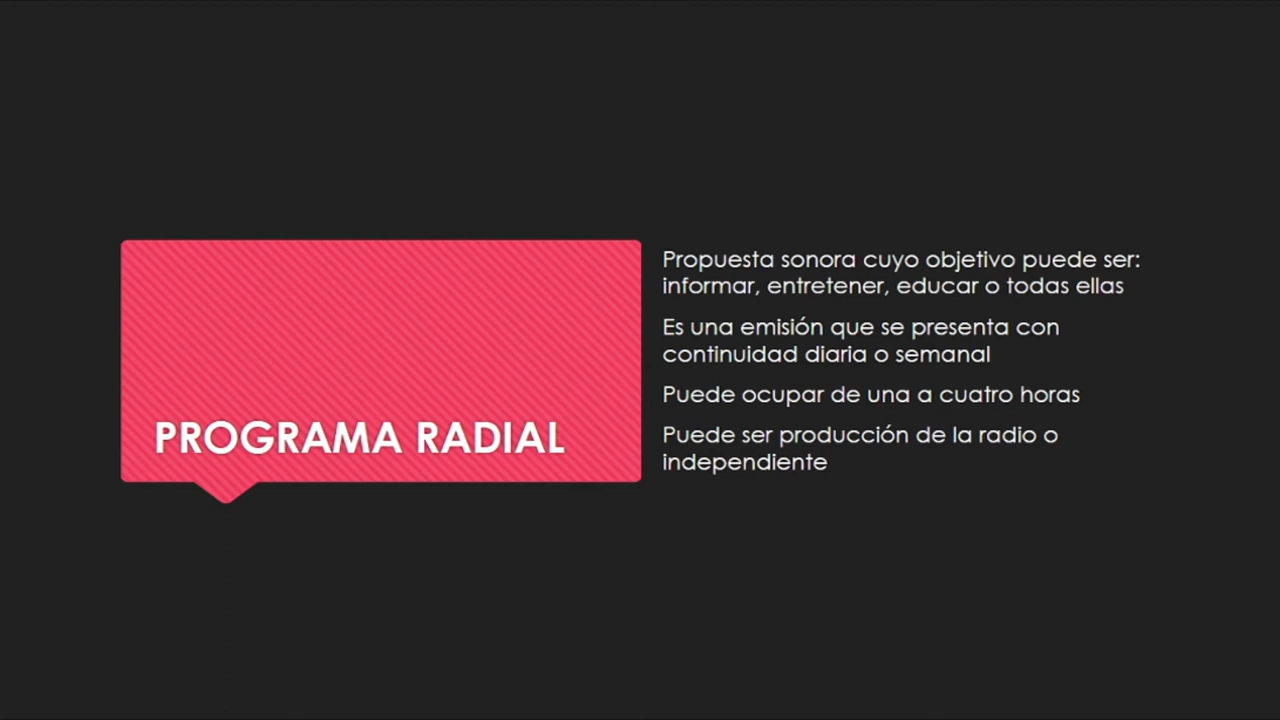 PROGRAMA RADIAL
Propuesta sonora cuyo objetivo puede ser:
informar, entretener, educar o todas ellas
Es una emisión que se presenta con
continuidad diaria o semanal
Puede ocupar de una a cuatro horas
Puede ser producción de la radio o
independiente